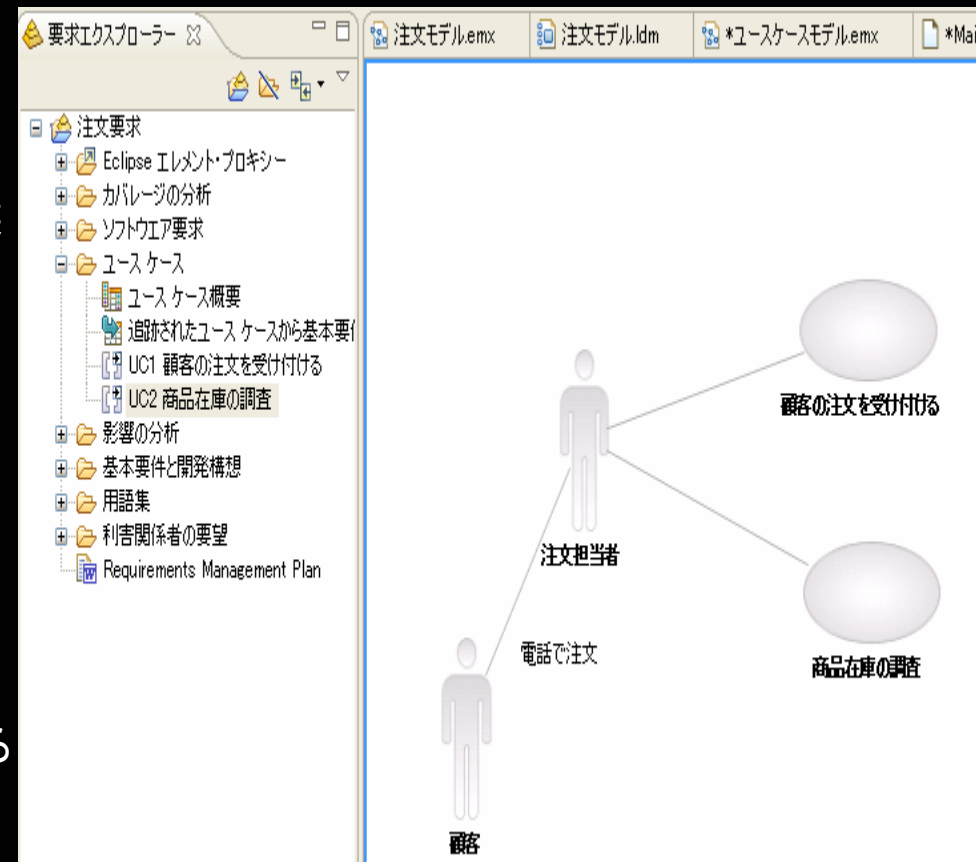 要求エクスプローラー
注文モデル.emx
注文モデル.ldm
*ユースケースモデル.emx
*Mai
注文要求
Eclipse エレメント・プロキシー
カバレージの分析
ソフトウエア要求
ユース ケース
ユース ケース概要
追跡されたユース ケースから基本要件
UC1 顧客の注文を受け付ける
UC2 商品在庫の調査
影響の分析
基本要件と開発構想
用語集
利害関係者の要望
Requirements Management Plan
顧客の注文を受け付ける
注文担当者
電話で注文
商品在庫の調査
顧客
る